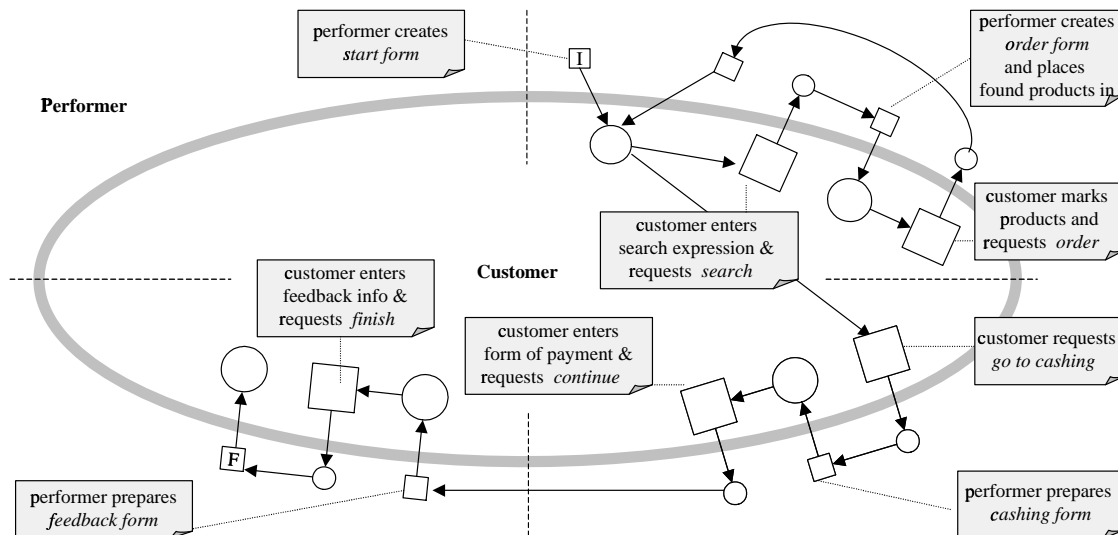 performer creates
start form
I
performer creates
order form
and places
found products in
Performer
customer marks
products and
requests order
customer enters
search expression &
requests search
Customer
customer enters
feedback info &
requests finish
customer enters
form of payment &
requests continue
customer requests
go to cashing
F
performer prepares
feedback form
performer prepares
cashing form